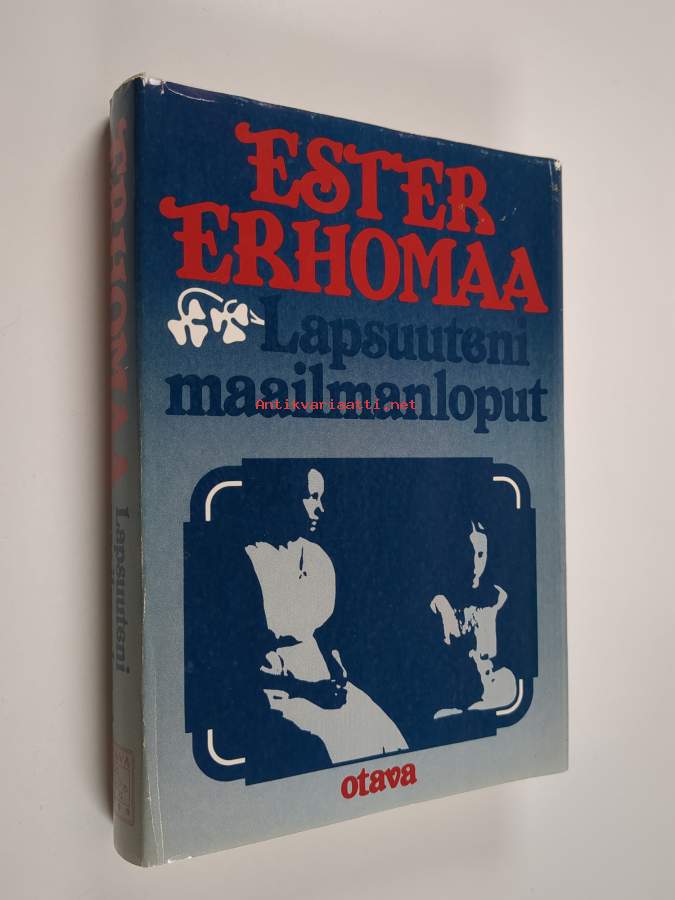 ESTER
ERHOMAA
Lapsuuteni
maailmanloput
Antikvariaatti.net
otava
ERHOMAA
Lapsuuteni